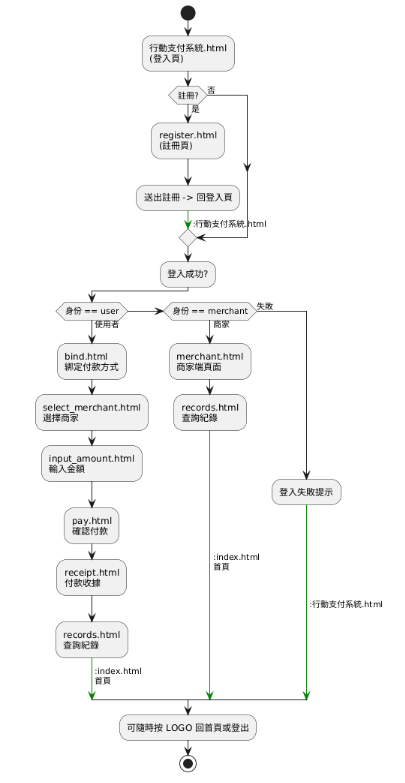 行動支付系統.html
(登入頁)
註冊?
否
是
register.html
(註冊頁)
送出註冊 -> 回登入頁
:行動支付系統.html
登入成功?
身份 == user
身份 == merchant
失敗
使用者
商家
bind.html
綁定付款方式
merchant.html
商家端頁面
select_merchant.html
選擇商家
records.html
查詢紀錄
input_amount.html
輸入金額
登入失敗提示
pay.html
確認付款
receipt.html
付款收據
:index.html
首頁
:行動支付系統.html
records.html
查詢紀錄
:index.html
首頁
可隨時按 LOGO 回首頁或登出